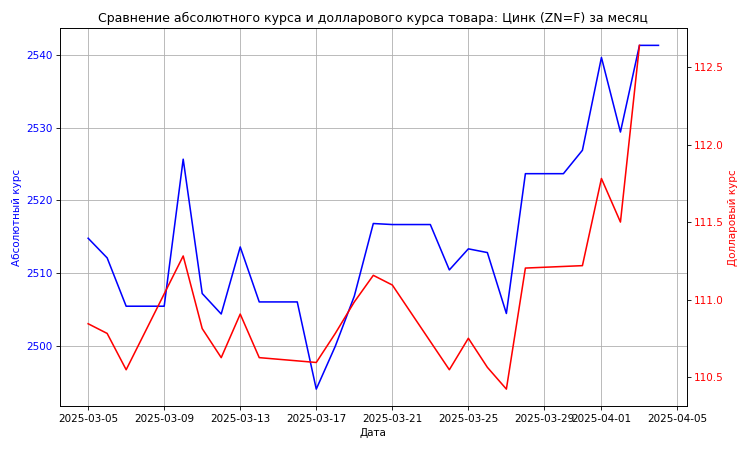 Сравнение абсолютного курса и долларового курса товара: Цинк (ZN=F) за месяц
Абсолютный курс
2540
2530
2520
2510
2500
112.5
112.0
111.5
111.0
110.5
Долларовый курс
2025-03-05 2025-03-09 2025-03-13 2025-03-17 2025-03-21 2025-03-25 2025-03-29 2025-04-01 2025-04-05
Дата